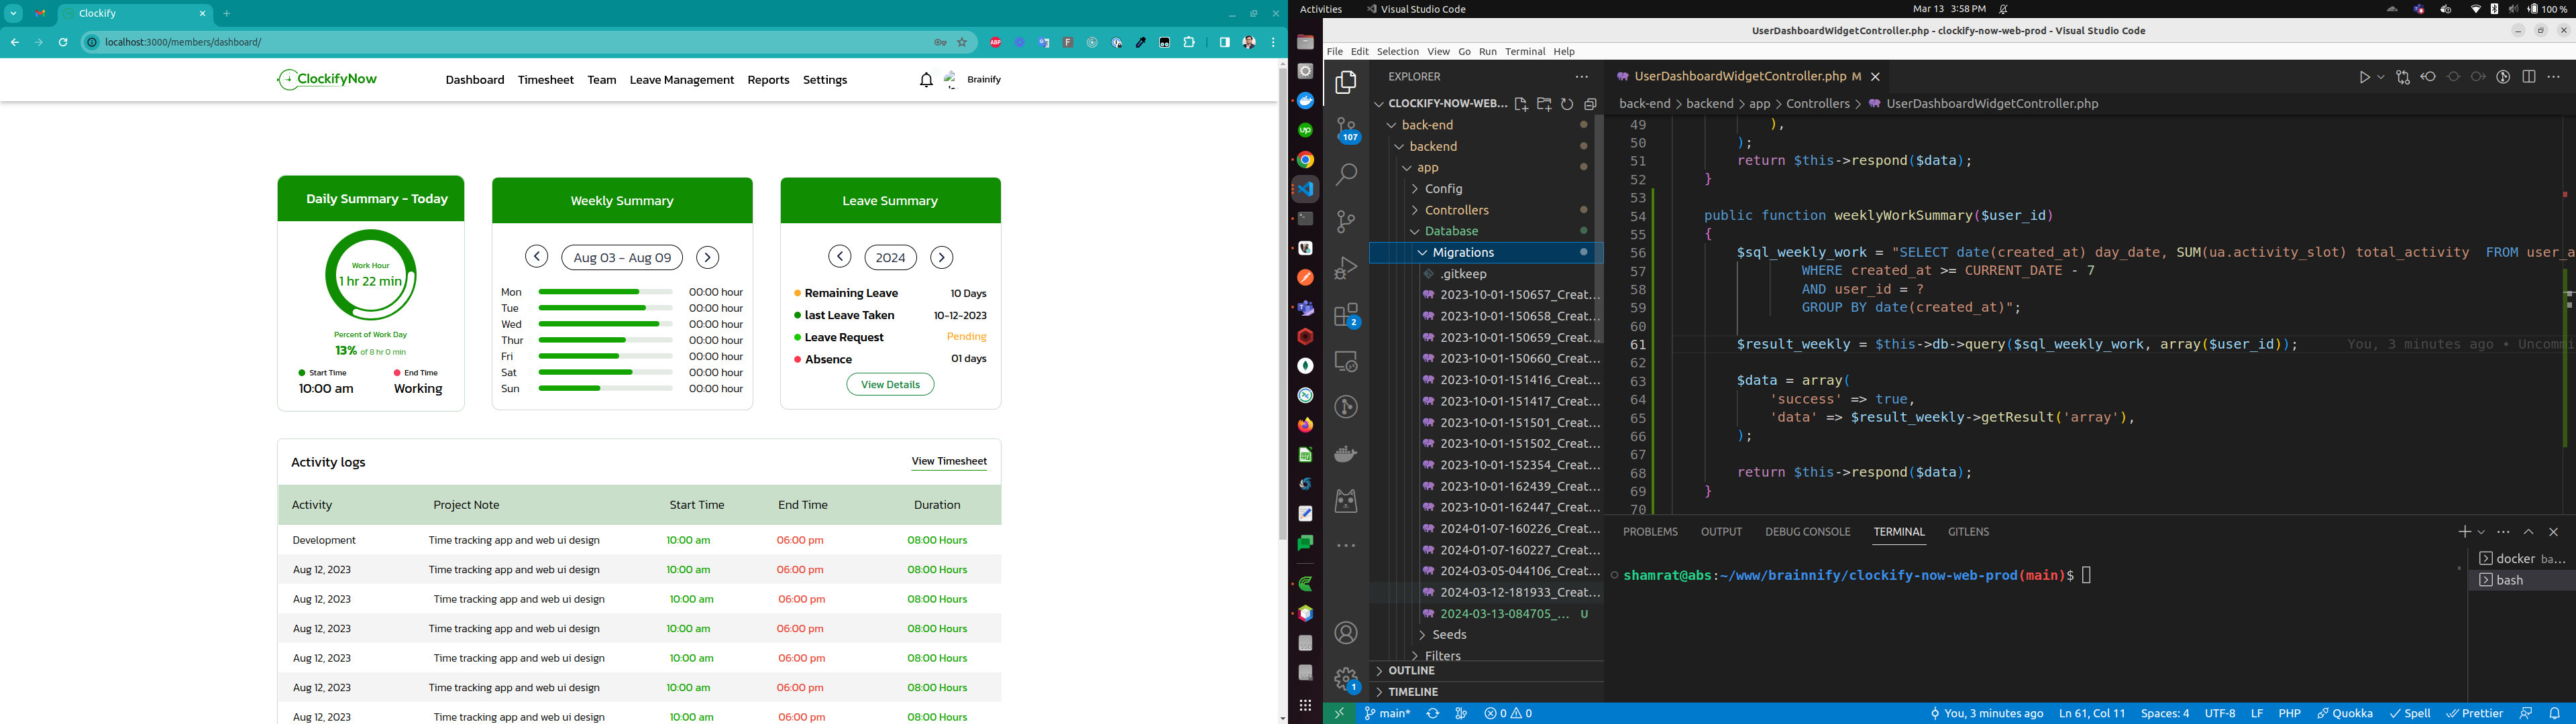 Clockify
localhost:3000/members/dashboard/
ABP
ClockifyNow
Dashboard Timesheet Team Leave Management Reports Settings
Brainify
Daily Summary - Today
Work Hour
1 hr 22 min
Percent of Work Day
13% of 8 hr 0 min
Start Time End Time
10:00 am Working
Weekly Summary
Aug 03 - Aug 09
Mon 00:00 hour
Tue 00:00 hour
Wed 00:00 hour
Thur 00:00 hour
Fri 00:00 hour
Sat 00:00 hour
Sun 00:00 hour
Leave Summary
2024
Remaining Leave 10 Days
last Leave Taken 10-12-2023
Leave Request Pending
Absence 01 days
View Details
Activity logs View Timesheet
Activity Project Note Start Time End Time Duration
Development Time tracking app and web ui design 10:00 am 06:00 pm 08:00 Hours
Aug 12, 2023 Time tracking app and web ui design 10:00 am 06:00 pm 08:00 Hours
Aug 12, 2023 Time tracking app and web ui design 10:00 am 06:00 pm 08:00 Hours
Aug 12, 2023 Time tracking app and web ui design 10:00 am 06:00 pm 08:00 Hours
Aug 12, 2023 Time tracking app and web ui design 10:00 am 06:00 pm 08:00 Hours
Aug 12, 2023 Time tracking app and web ui design 10:00 am 06:00 pm 08:00 Hours
Aug 12, 2023 Time tracking app and web ui design 10:00 am 06:00 pm 08:00 Hours
Activities Visual Studio Code Mar 13 3:58 PM 100 %
UserDashboardWidgetController.php - clockify-now-web-prod - Visual Studio Code
File Edit Selection View Go Run Terminal Help
EXPLORER
CLOCKIFY-NOW-WEB...
back-end
backend
app
Config
Controllers
Database
Migrations
.gitkeep
2023-10-01-150657_Creat...
2023-10-01-150658_Creat...
2023-10-01-150659_Creat...
2023-10-01-150660_Creat...
2023-10-01-151416_Creat...
2023-10-01-151417_Creat...
2023-10-01-151501_Creat...
2023-10-01-151502_Creat...
2023-10-01-152354_Creat...
2023-10-01-162439_Creat...
2023-10-01-162447_Creat...
2024-01-07-160226_Creat...
2024-01-07-160227_Creat...
2024-03-05-044106_Creat...
2024-03-12-181933_Creat...
2024-03-13-084705_... U
Seeds
Filters
OUTLINE
TIMELINE
107
2
1
UserDashboardWidgetController.php M
back-end > backend > app > Controllers > UserDashboardWidgetController.php
49 ),
50 );
51 return $this->respond($data);
52 }
53
54 public function weeklyWorkSummary($user_id)
55 {
56 $sql_weekly_work = "SELECT date(created_at) day_date, SUM(ua.activity_slot) total_activity FROM user_a
57 WHERE created_at >= CURRENT_DATE - 7
58 AND user_id = ?
59 GROUP BY date(created_at)";
60
61 $result_weekly = $this->db->query($sql_weekly_work, array($user_id)); You, 3 minutes ago • Uncommi
62
63 $data = array(
64 'success' => true,
65 'data' => $result_weekly->getResult('array'),
66 );
67
68 return $this->respond($data);
69 }
70
PROBLEMS OUTPUT DEBUG CONSOLE TERMINAL GITLENS
shamrat@abs:~/www/brainnify/clockify-now-web-prod(main)$
docker ba...
bash
main* 0 0 You, 3 minutes ago Ln 61, Col 11 Spaces: 4 UTF-8 LF PHP Quokka Spell Prettier